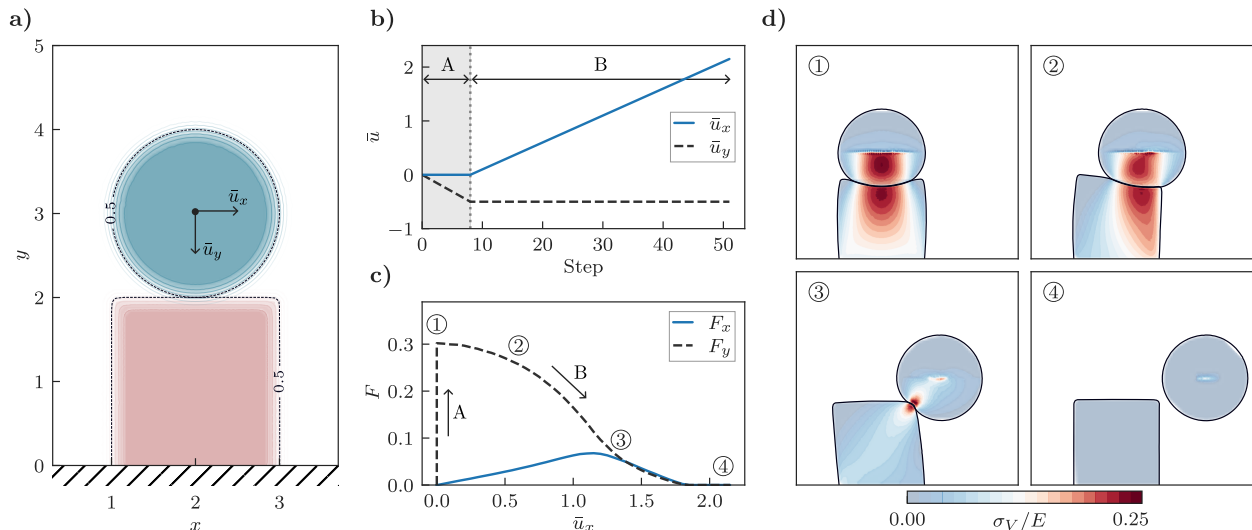 a)
5
4
3
2
1
0
y
0.5
ū_x
ū_y
0.5
1
2
3
x
b)
2
1
0
−1
ū
A
B
ū_x
ū_y
0
10
20
30
40
50
Step
c)
0.3
0.2
0.1
0.0
F
①
②
③
④
A
B
F_x
F_y
0.0
0.5
1.0
1.5
2.0
ū_x
d)
①
②
③
④
0.00
σ_V/E
0.25